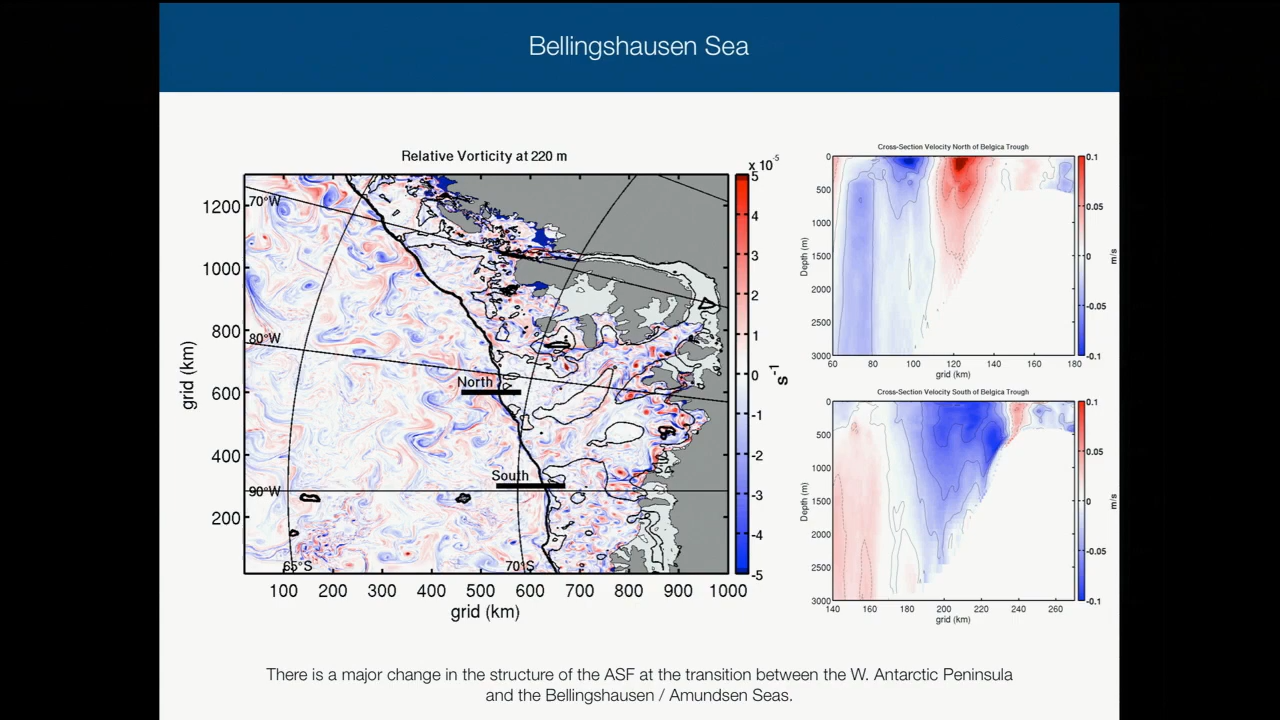 Bellingshausen Sea
Relative Vorticity at 220 m
x 10⁻⁵
1200
1000
800
600
400
200
grid (km)
70°W
80°W
90°W
North
South
65°S
70°S
100 200 300 400 500 600 700 800 900 1000
grid (km)
5
4
3
2
1
0
-1
-2
-3
-4
-5
s⁻¹
Cross-Section Velocity North of Belgica Trough
0
500
1000
1500
2000
2500
3000
Depth (m)
60 80 100 120 140 160 180
grid (km)
0.1
0.05
0
-0.05
-0.1
m/s
Cross-Section Velocity South of Belgica Trough
0
500
1000
1500
2000
2500
3000
Depth (m)
140 160 180 200 220 240 260
grid (km)
0.1
0.05
0
-0.05
-0.1
m/s
There is a major change in the structure of the ASF at the transition between the W. Antarctic Peninsula
and the Bellingshausen / Amundsen Seas.